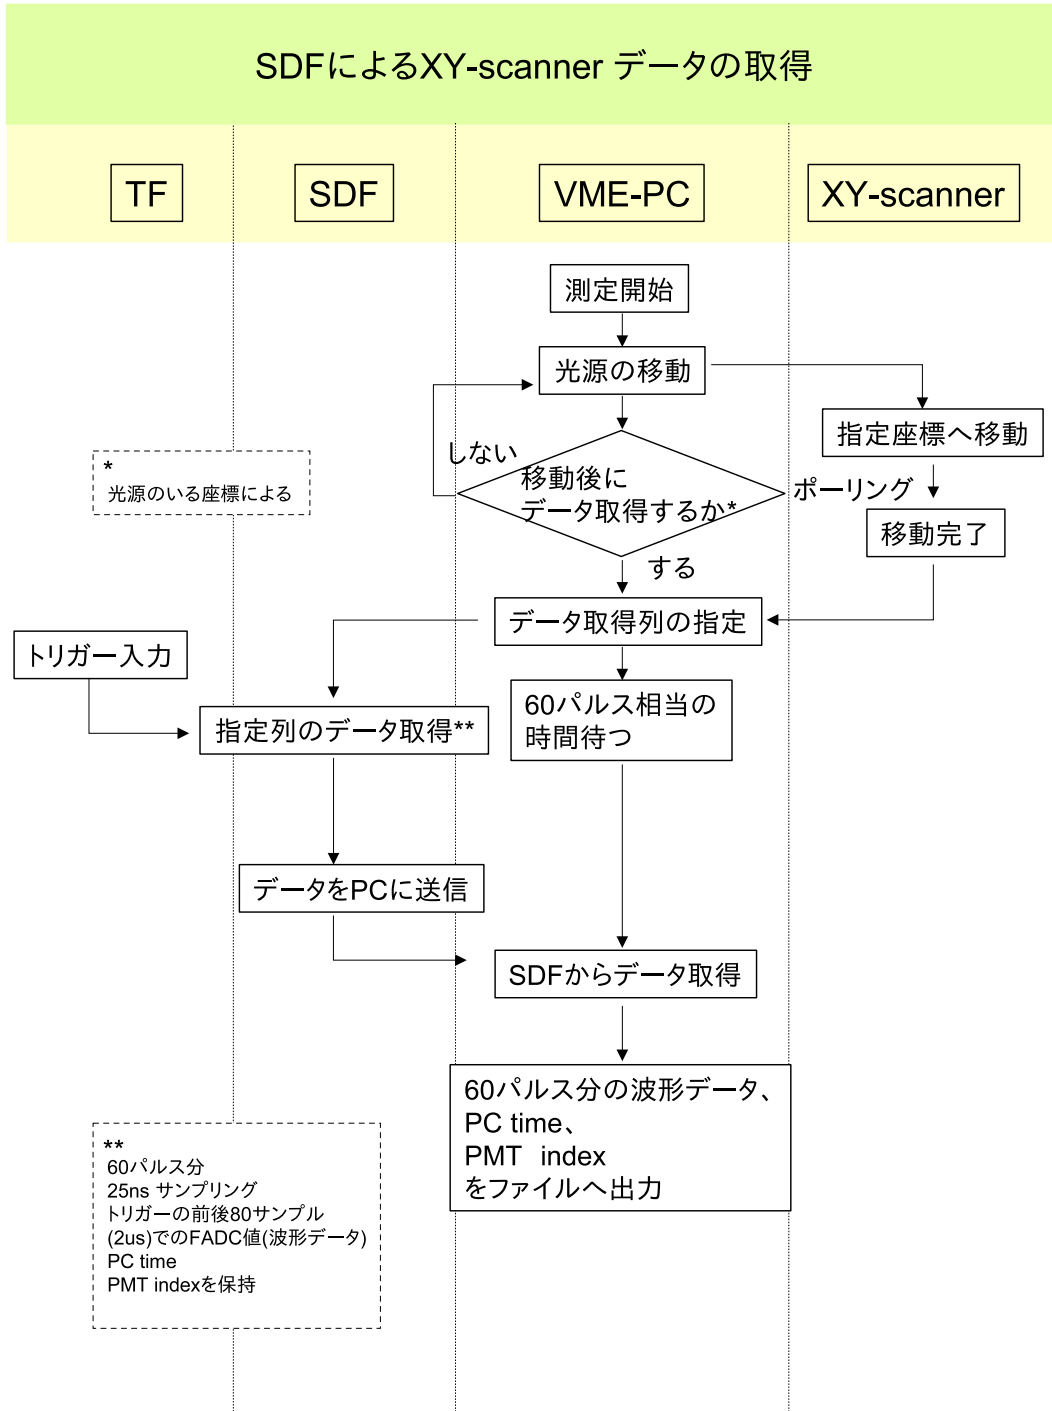 SDFによるXY-scanner データの取得
TF
SDF
VME-PC
XY-scanner
測定開始
光源の移動
指定座標へ移動
しない
移動後に
データ取得するか*
ポーリング
*
光源のいる座標による
移動完了
する
データ取得列の指定
トリガー入力
指定列のデータ取得**
60パルス相当の
時間待つ
データをPCに送信
SDFからデータ取得
60パルス分の波形データ、
PC time、
PMT index
をファイルへ出力
**
60パルス分
25ns サンプリング
トリガーの前後80サンプル
(2us)でのFADC値(波形データ)
PC time
PMT indexを保持